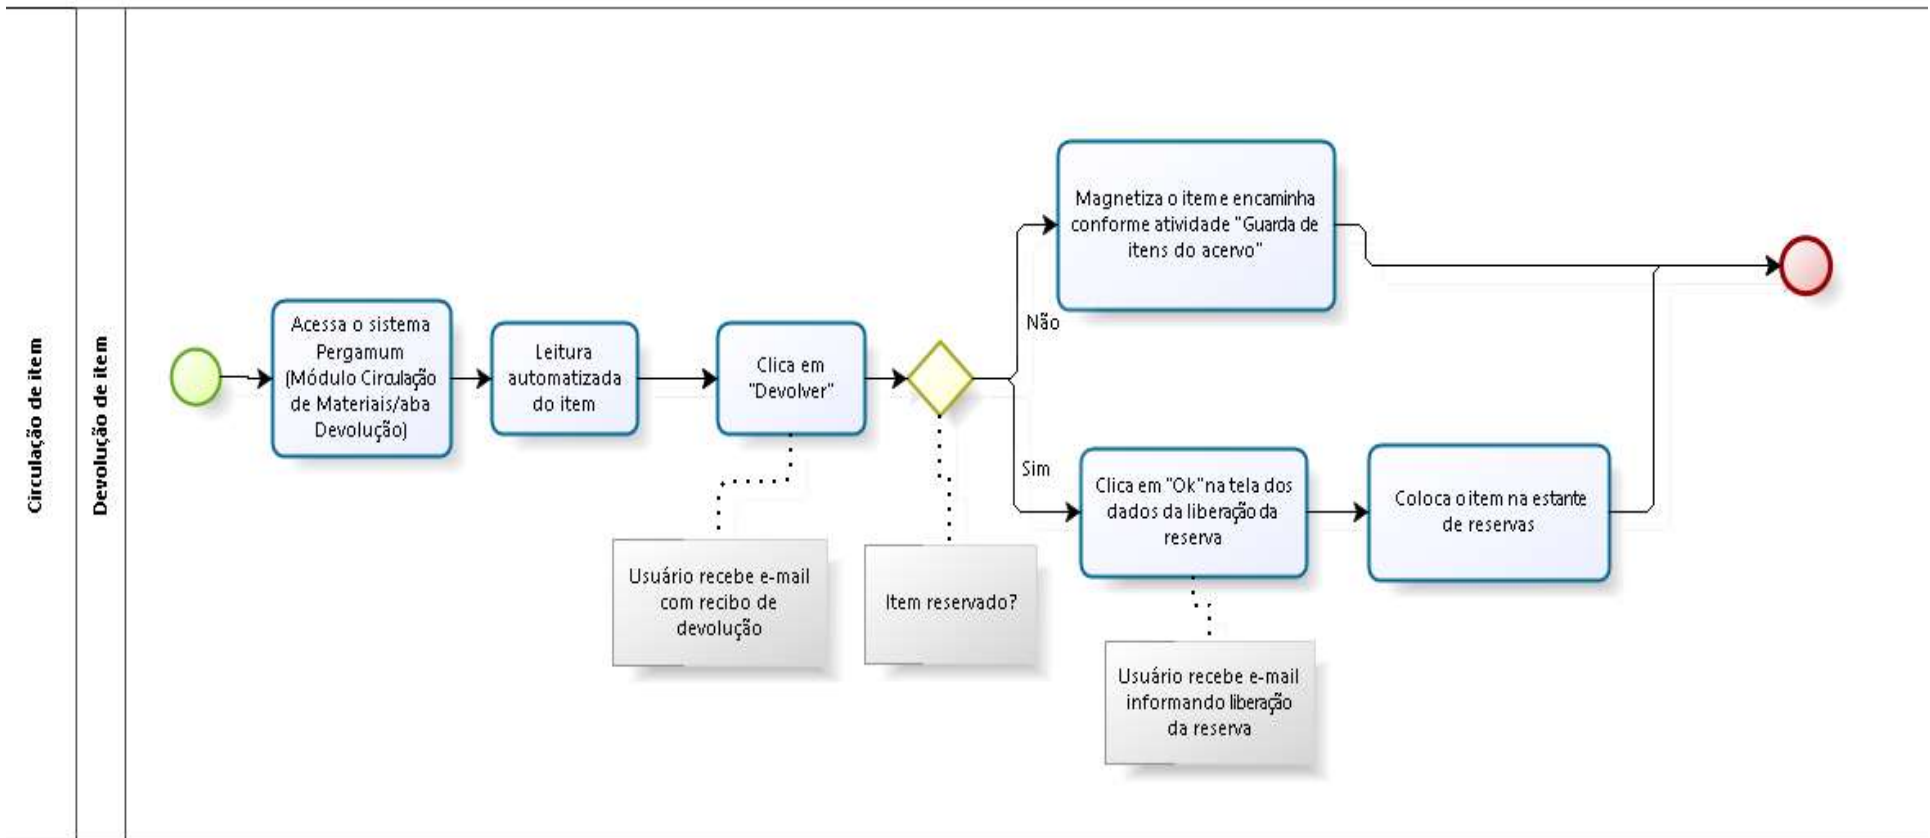 Circulação de item
Devolução de item
Acessa o sistema
Pergamum
(Módulo Circulação
de Materiais/aba
Devolução)
Leitura
automatizada
do item
Clica em
"Devolver"
Usuário recebe e-mail
com recibo de
devolução
Item reservado?
Não
Magnetiza o item e encaminha
conforme atividade "Guarda de
itens do acervo"
Sim
Clica em "Ok" na tela dos
dados da liberação da
reserva
Usuário recebe e-mail
informando liberação
da reserva
Coloca o item na estante
de reservas